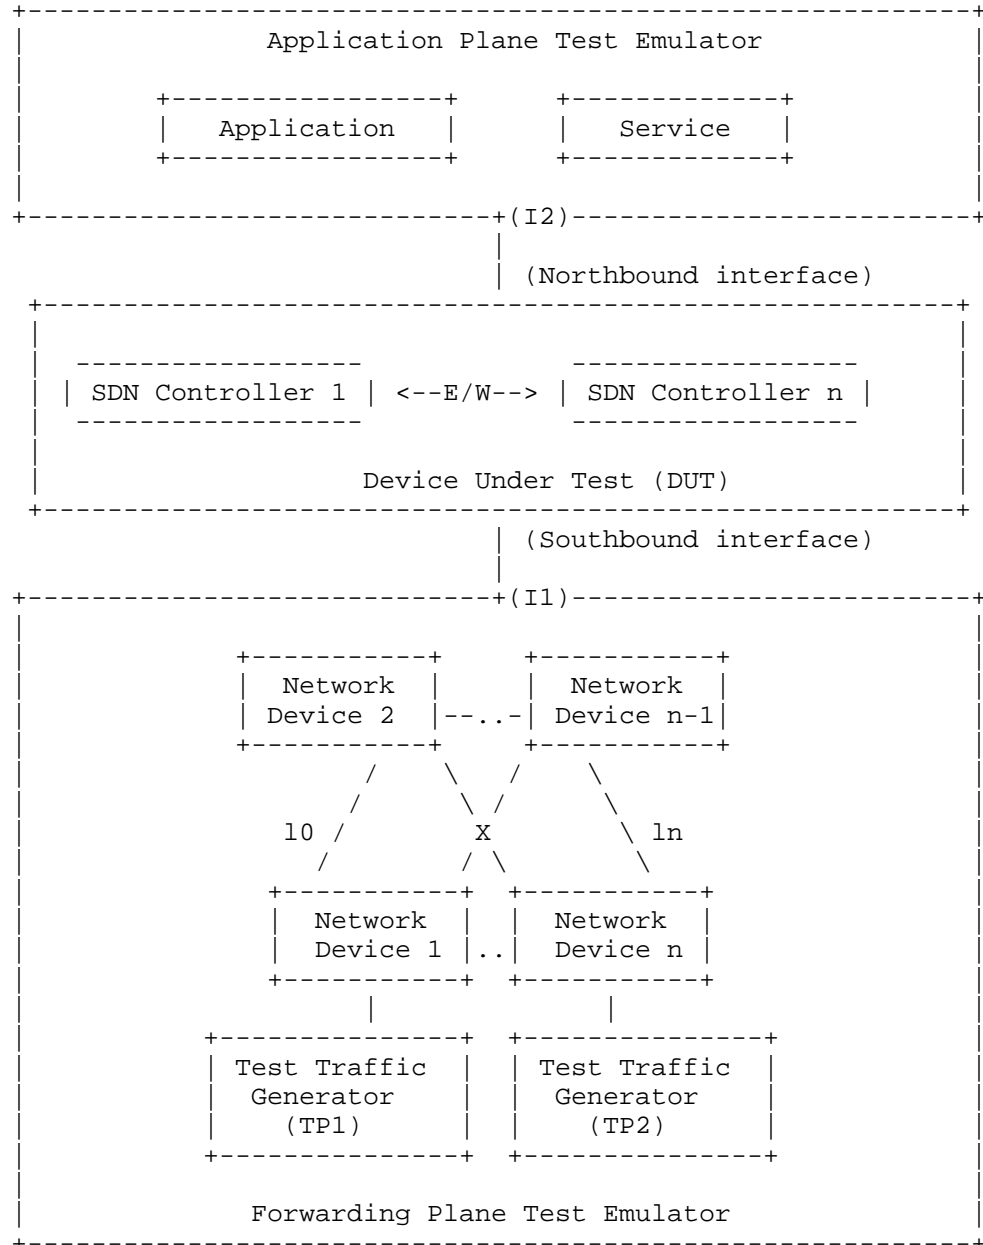 Application Plane Test Emulator
Application Service
(I2)
(Northbound interface)
SDN Controller 1 <--E/W--> SDN Controller n
Device Under Test (DUT)
(Southbound interface)
(I1)
Network Network
Device 2 --..- Device n-1
l0 X ln
Network Network
Device 1 .. Device n
Test Traffic Test Traffic
Generator Generator
(TP1) (TP2)
Forwarding Plane Test Emulator